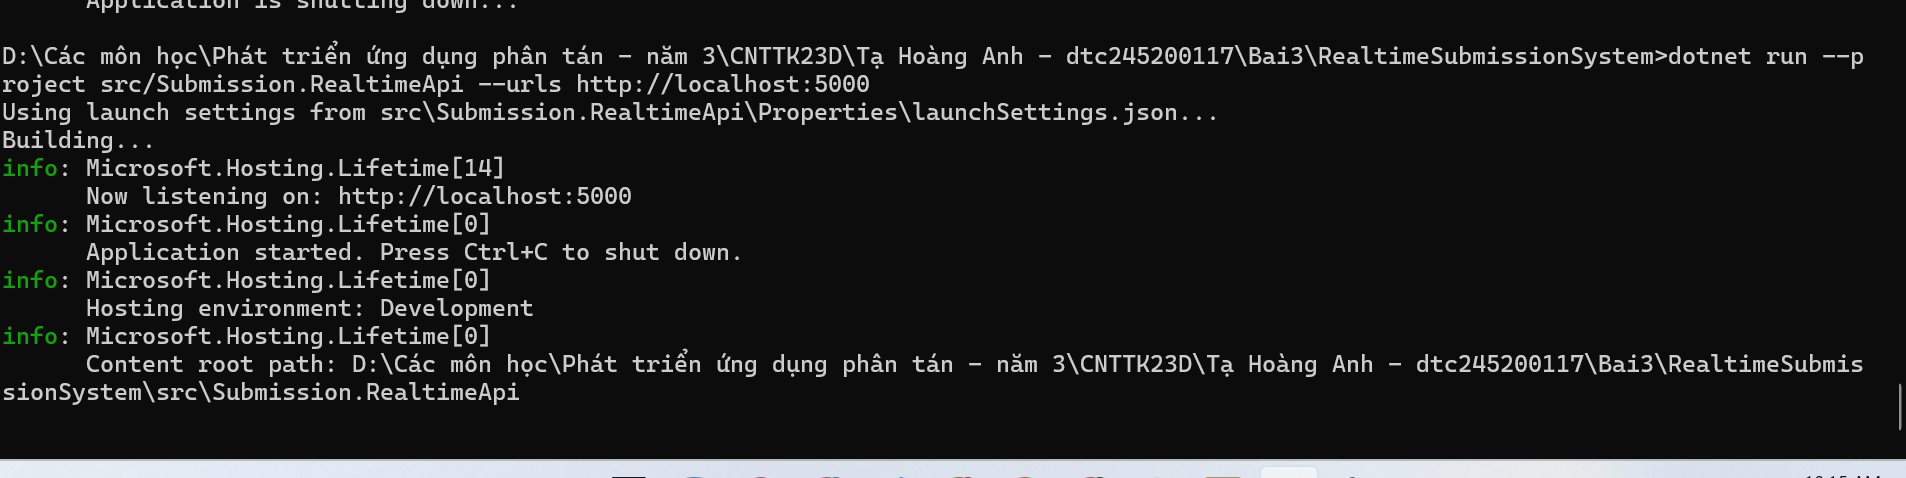 Application is shutting down...
D:\Các môn học\Phát triển ứng dụng phân tán - năm 3\CNTTK23D\Tạ Hoàng Anh - dtc245200117\Bai3\RealtimeSubmissionSystem>dotnet run --p
roject src/Submission.RealtimeApi --urls http://localhost:5000
Using launch settings from src\Submission.RealtimeApi\Properties\launchSettings.json...
Building...
info: Microsoft.Hosting.Lifetime[14]
Now listening on: http://localhost:5000
info: Microsoft.Hosting.Lifetime[0]
Application started. Press Ctrl+C to shut down.
info: Microsoft.Hosting.Lifetime[0]
Hosting environment: Development
info: Microsoft.Hosting.Lifetime[0]
Content root path: D:\Các môn học\Phát triển ứng dụng phân tán - năm 3\CNTTK23D\Tạ Hoàng Anh - dtc245200117\Bai3\RealtimeSubmis
sionSystem\src\Submission.RealtimeApi